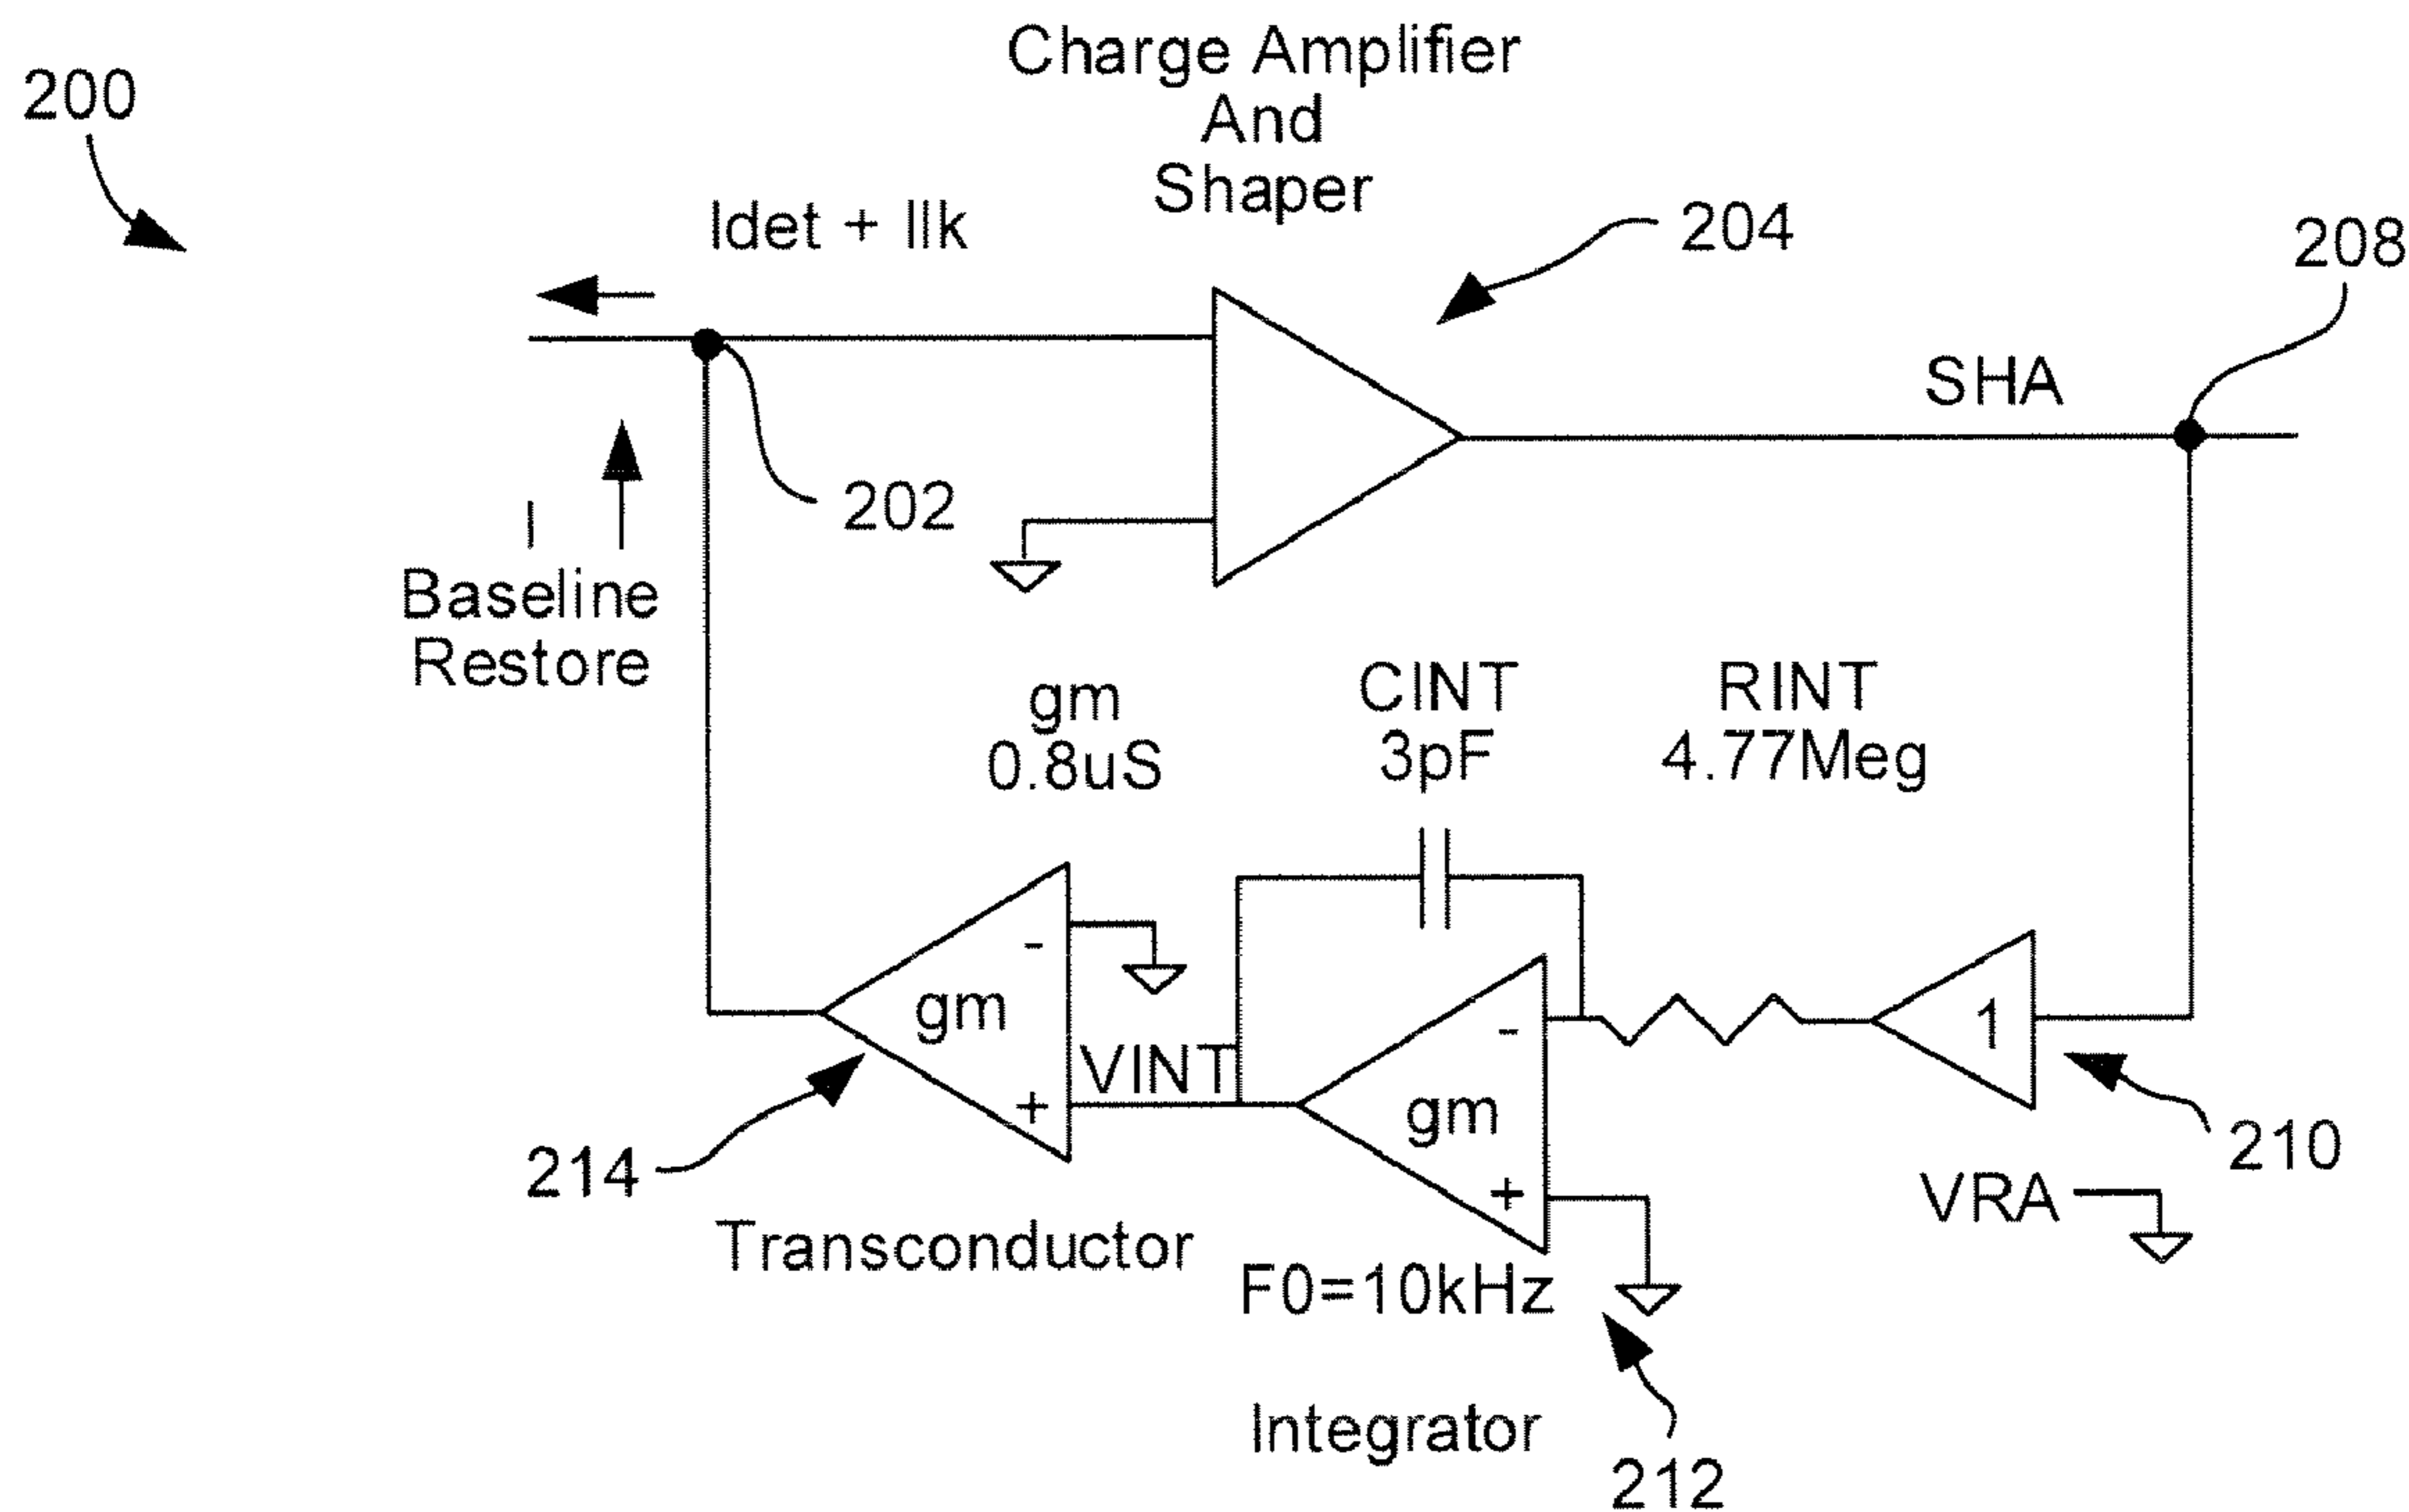 200
Charge Amplifier
And
Shaper
Idet + Ilk
204
208
SHA
202
I
Baseline
Restore
gm
0.8uS
CINT
3pF
RINT
4.77Meg
-
gm
+
VINT
-
gm
+
1
210
VRA
214
Transconductor
F0=10kHz
Integrator
212